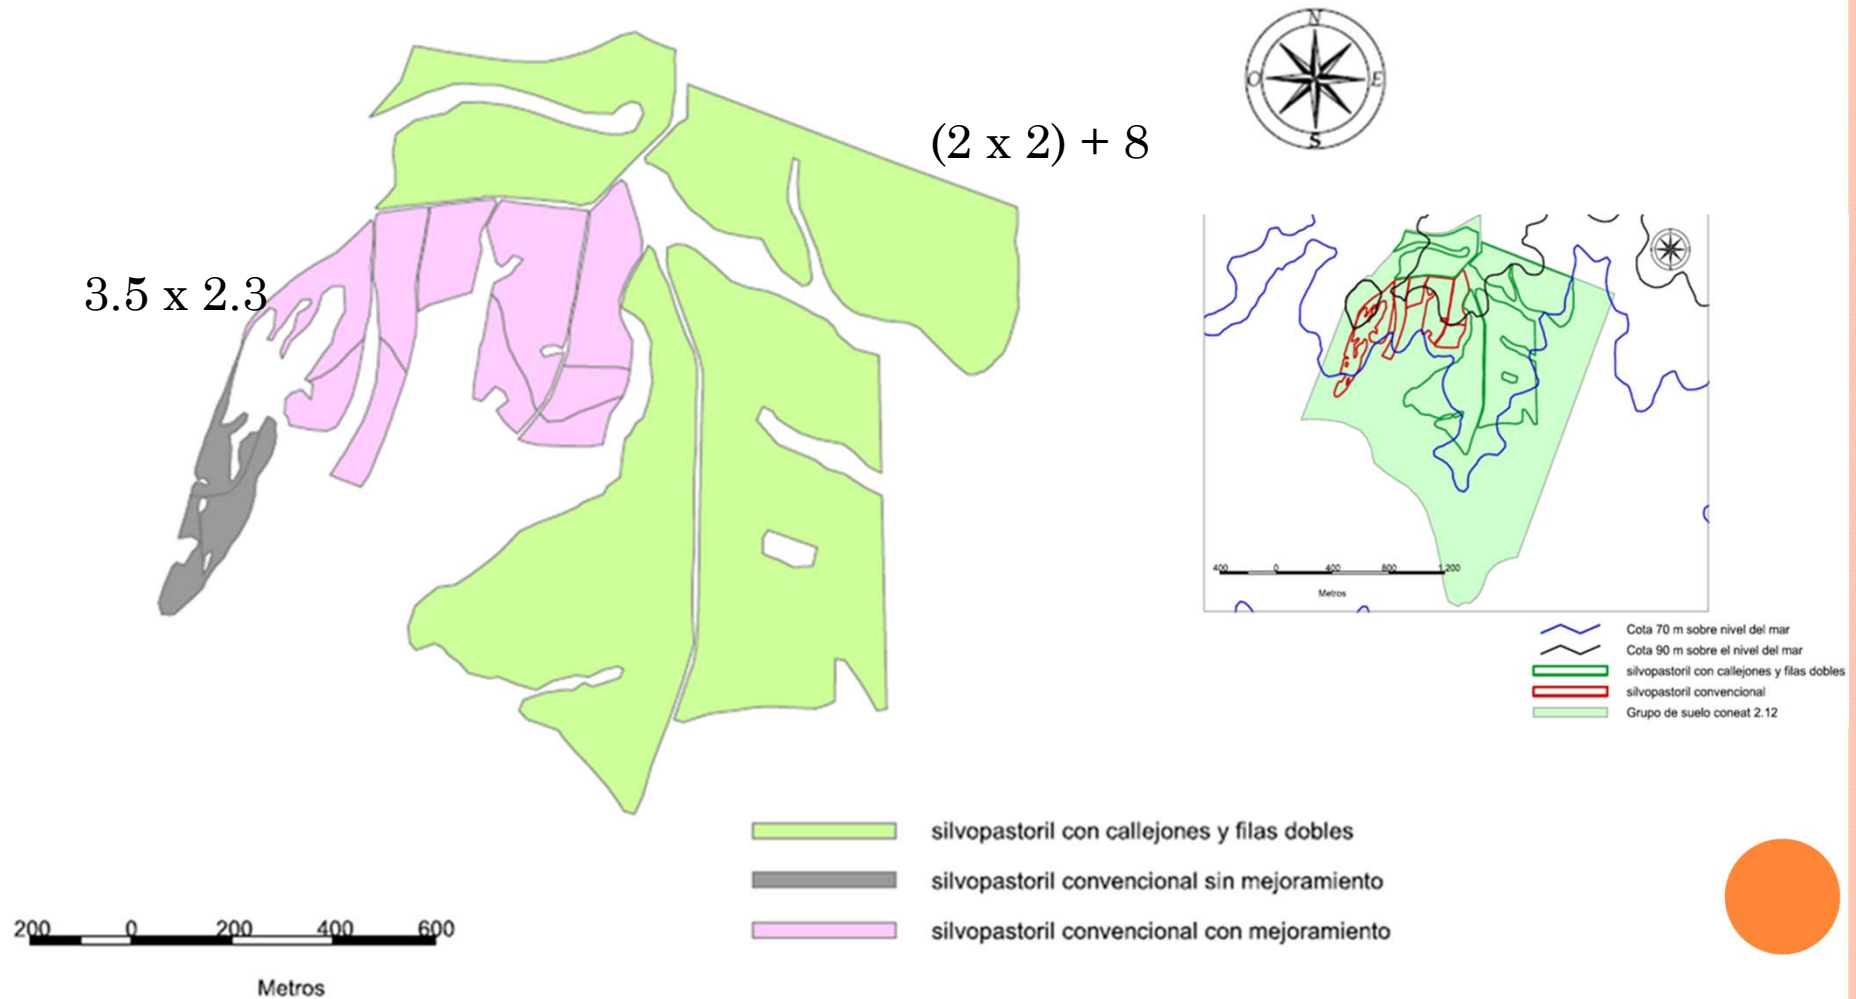 N
O E
S
(2 x 2) + 8
3.5 x 2.3
400 0 400 800 1,200
Metros
Cota 70 m sobre nivel del mar
Cota 90 m sobre el nivel del mar
silvopastoril con callejones y filas dobles
silvopastoril convencional
Grupo de suelo coneat 2.12
silvopastoril con callejones y filas dobles
silvopastoril convencional sin mejoramiento
silvopastoril convencional con mejoramiento
200 0 200 400 600
Metros